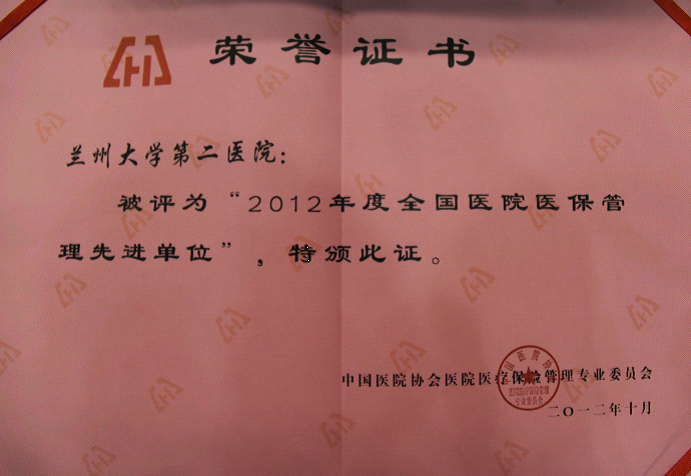 荣誉证书
兰州大学第二医院：
被评为“2012年度全国医院医保管
理先进单位”，特颁此证。
中国医院协会医院医疗保险管理专业委员会
二〇一二年十月